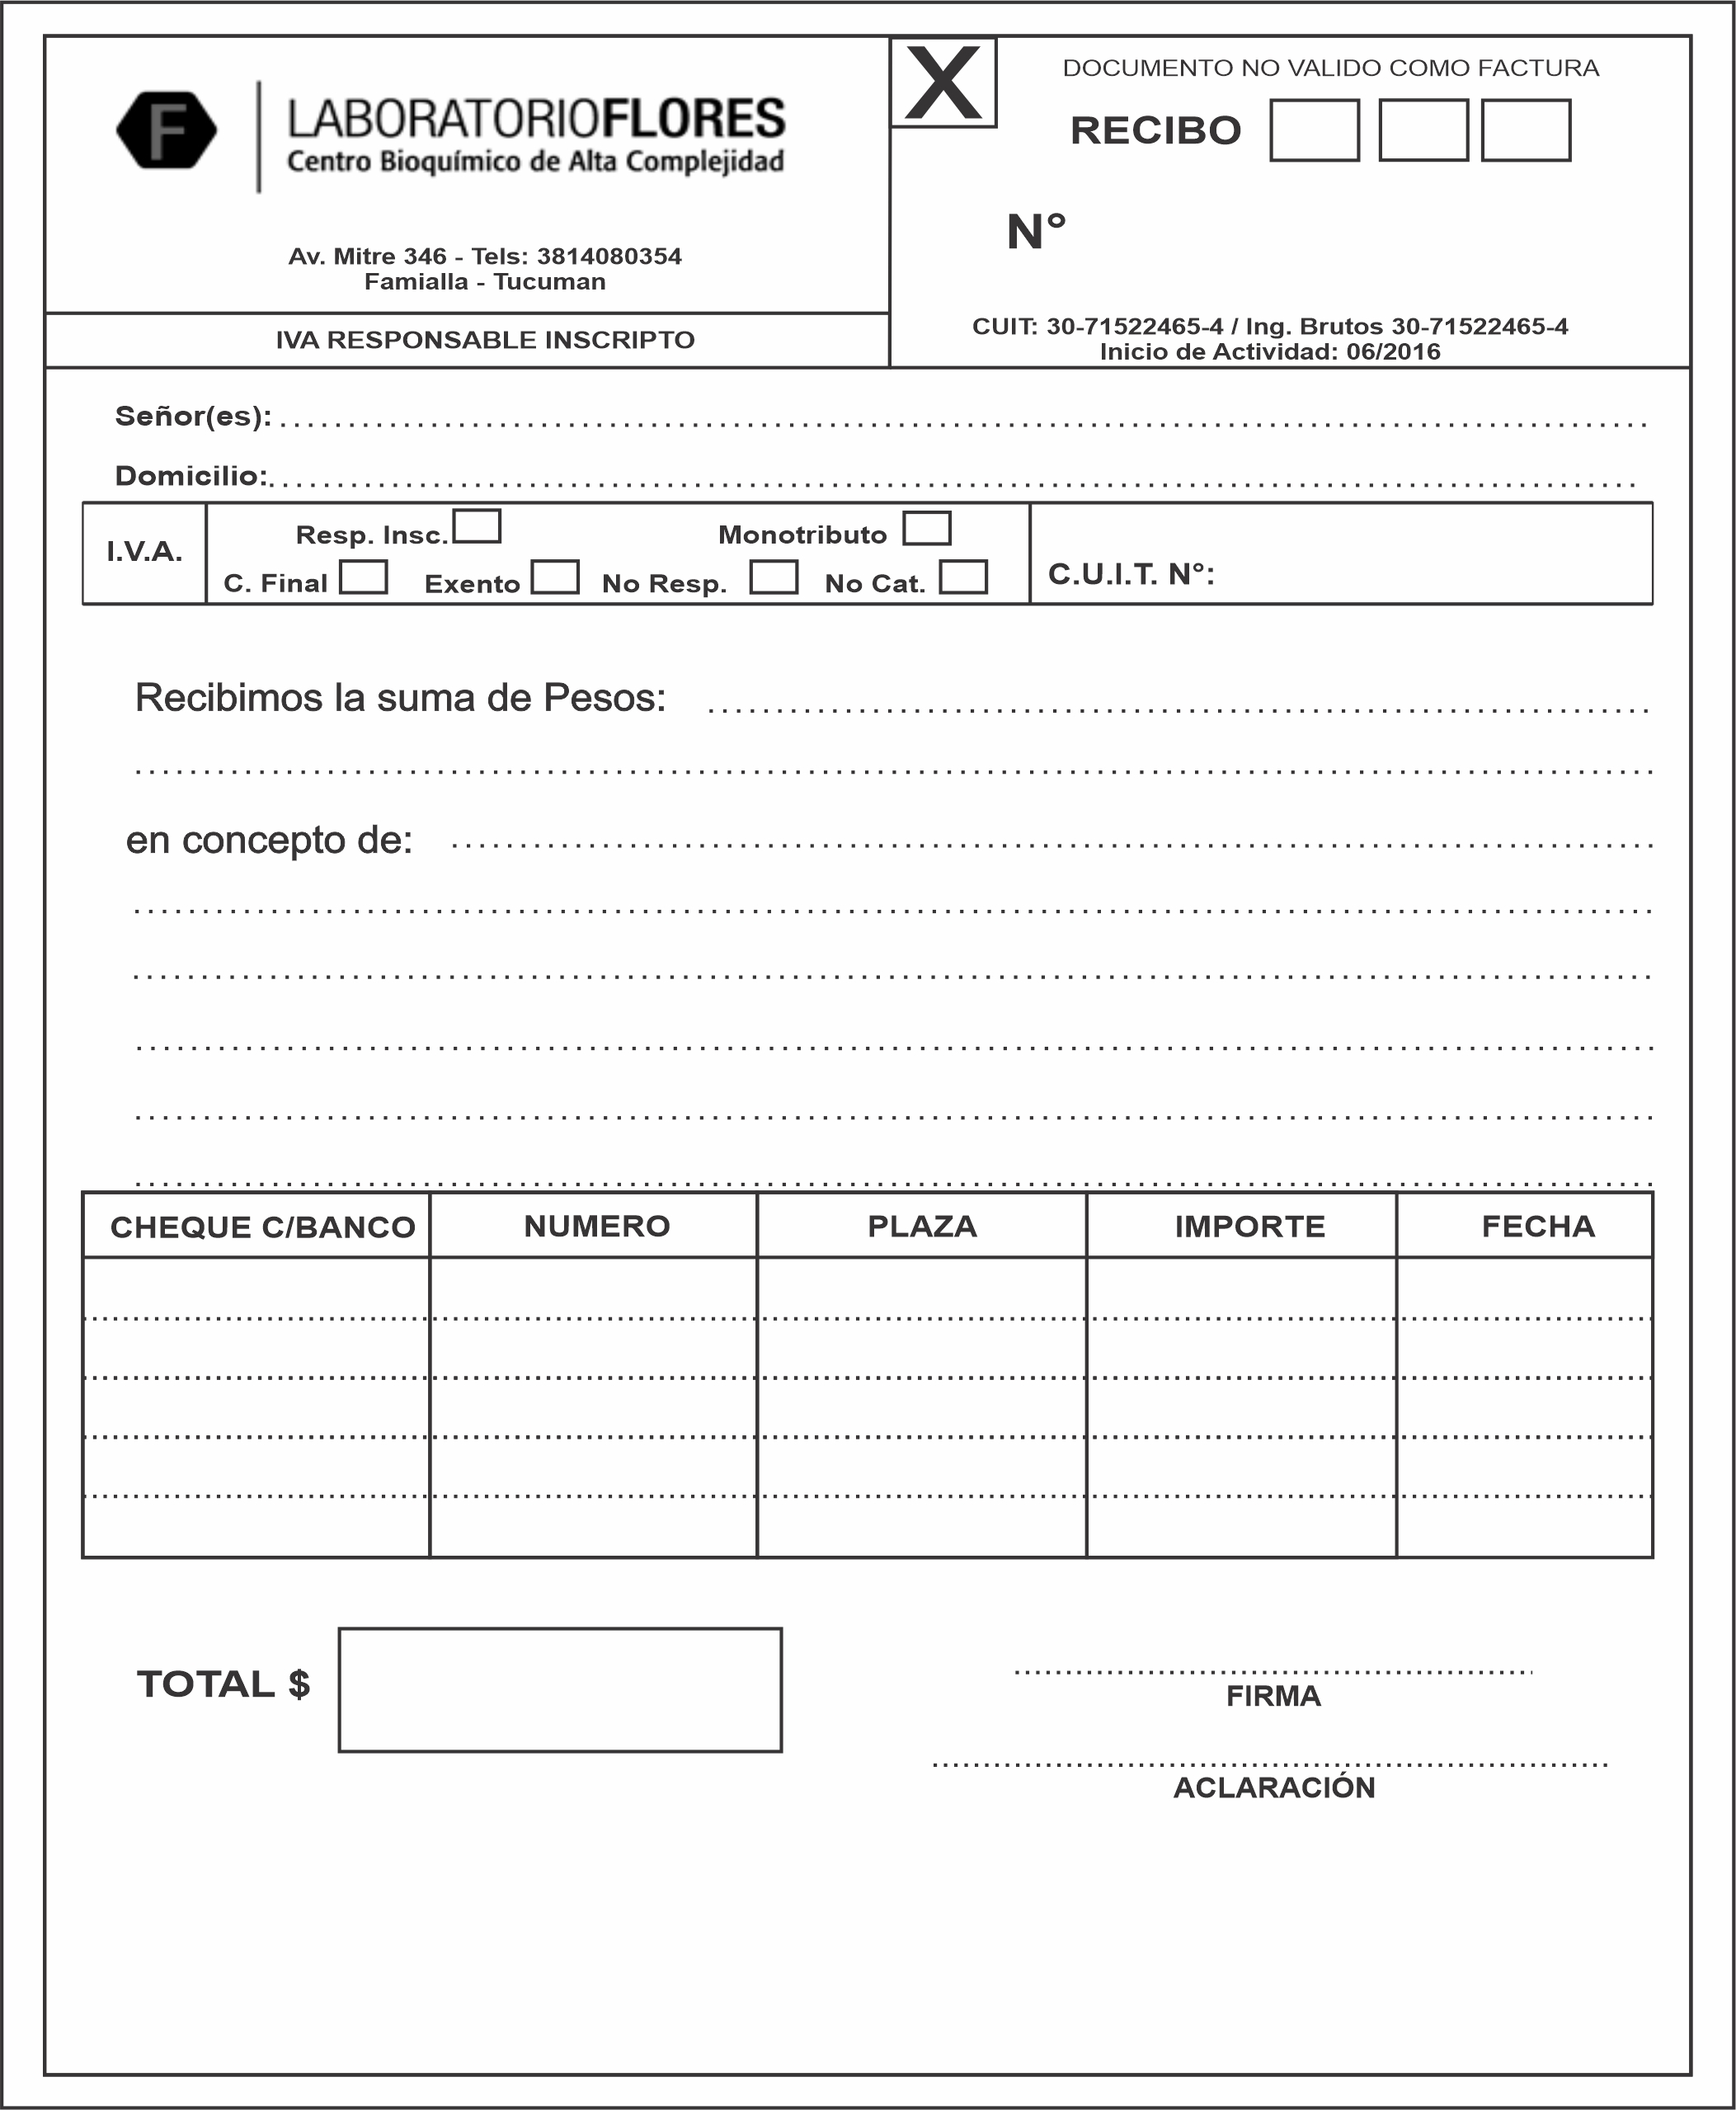 F
LABORATORIOFLORES
Centro Bioquímico de Alta Complejidad
Av. Mitre 346 - Tels: 3814080354
Famialla - Tucuman
IVA RESPONSABLE INSCRIPTO
X
DOCUMENTO NO VALIDO COMO FACTURA
RECIBO
N°
CUIT: 30-71522465-4 / Ing. Brutos 30-71522465-4
Inicio de Actividad: 06/2016
Señor(es):
Domicilio:
I.V.A.
Resp. Insc. Monotributo
C. Final Exento No Resp. No Cat.
C.U.I.T. N°:
Recibimos la suma de Pesos:
en concepto de:
CHEQUE C/BANCO NUMERO PLAZA IMPORTE FECHA
TOTAL $
FIRMA
ACLARACIÓN